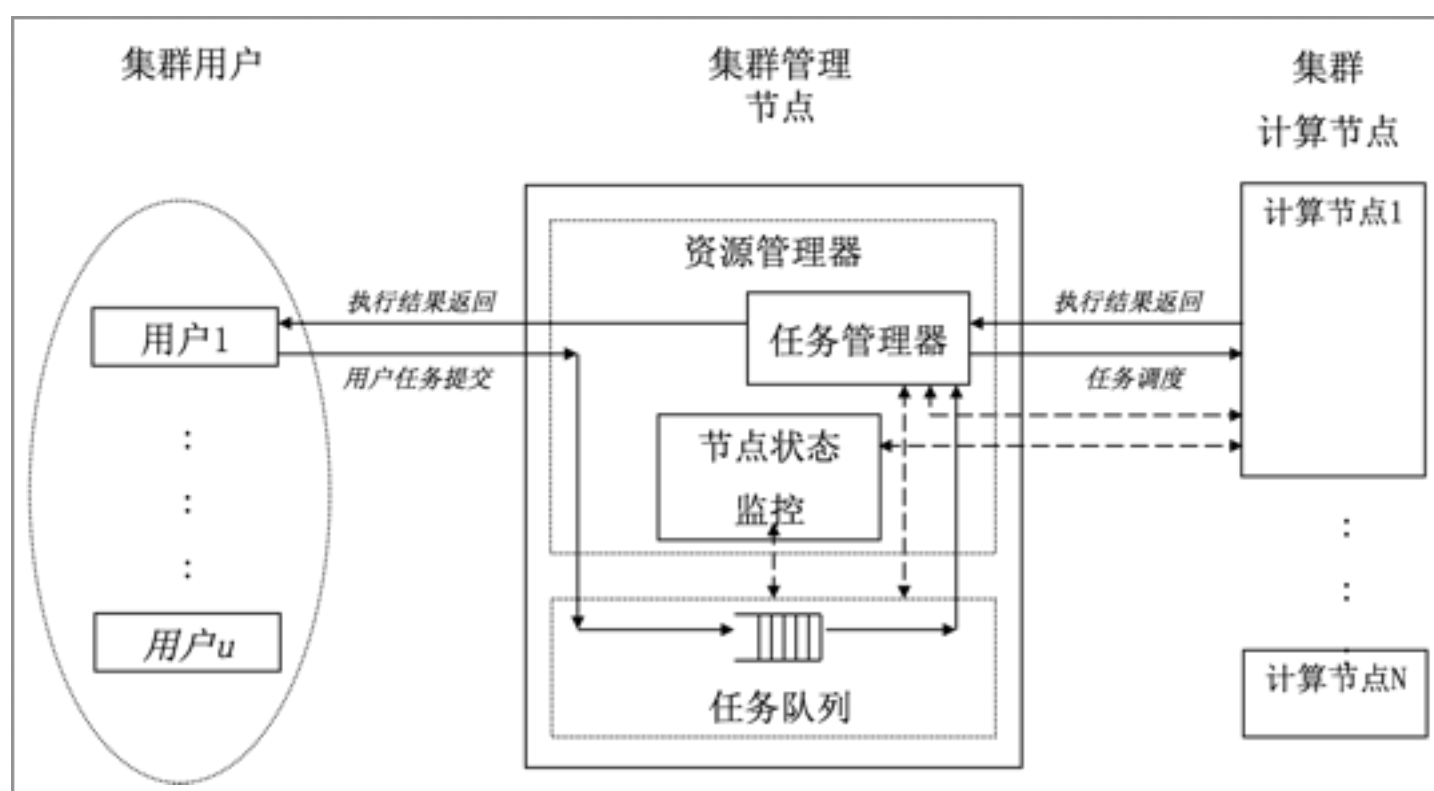 集群用户
集群管理
节点
集群
计算节点
计算节点1
资源管理器
执行结果返回
执行结果返回
用户1
任务管理器
用户任务提交
任务调度
节点状态
监控
用户u
计算节点N
任务队列